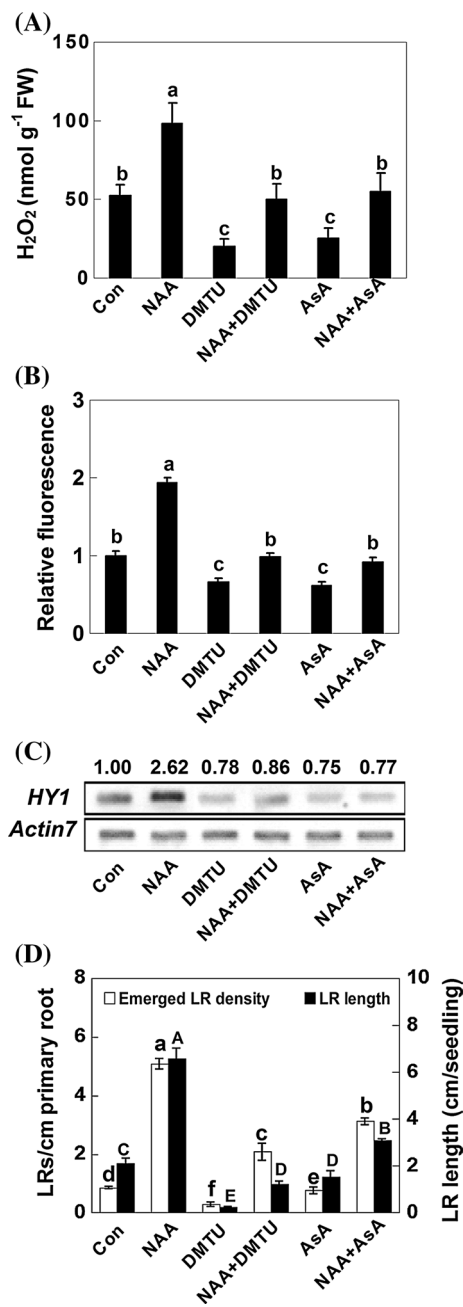 (A)
H₂O₂ (nmol g⁻¹ FW)
150
100
50
0
b
a
c
b
c
b
Con
NAA
DMTU
NAA+DMTU
AsA
NAA+AsA
(B)
Relative fluorescence
3
2
1
0
b
a
c
b
c
b
Con
NAA
DMTU
NAA+DMTU
AsA
NAA+AsA
(C)
1.00 2.62 0.78 0.86 0.75 0.77
HY1
Actin7
Con
NAA
DMTU
NAA+DMTU
AsA
NAA+AsA
(D)
LRs/cm primary root
8
6
4
2
0
Emerged LR density
LR length
d C
a A
f E
c D
e D
b B
10
8
6
4
2
0
LR length (cm/seedling)
Con
NAA
DMTU
NAA+DMTU
AsA
NAA+AsA